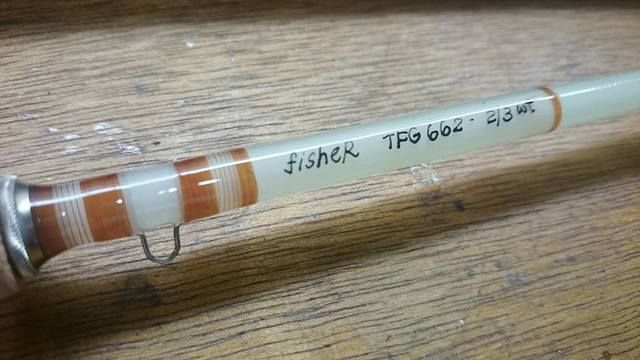 fisheR TFG 662 - 2/3 wt